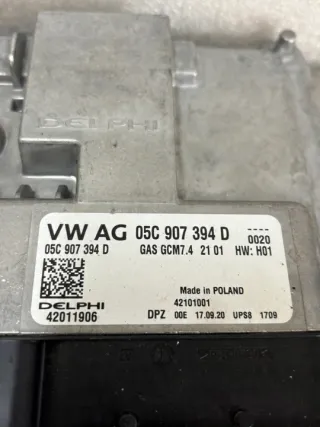 DELPHI
VW AG 05C 907 394 D
05C 907 394 D GAS GCM7.4 21 01 ---- 0020 HW: H01
Made in POLAND
DELPHI 42101001
42011906 DPZ 00E 17.09.20 UPS8 17D9